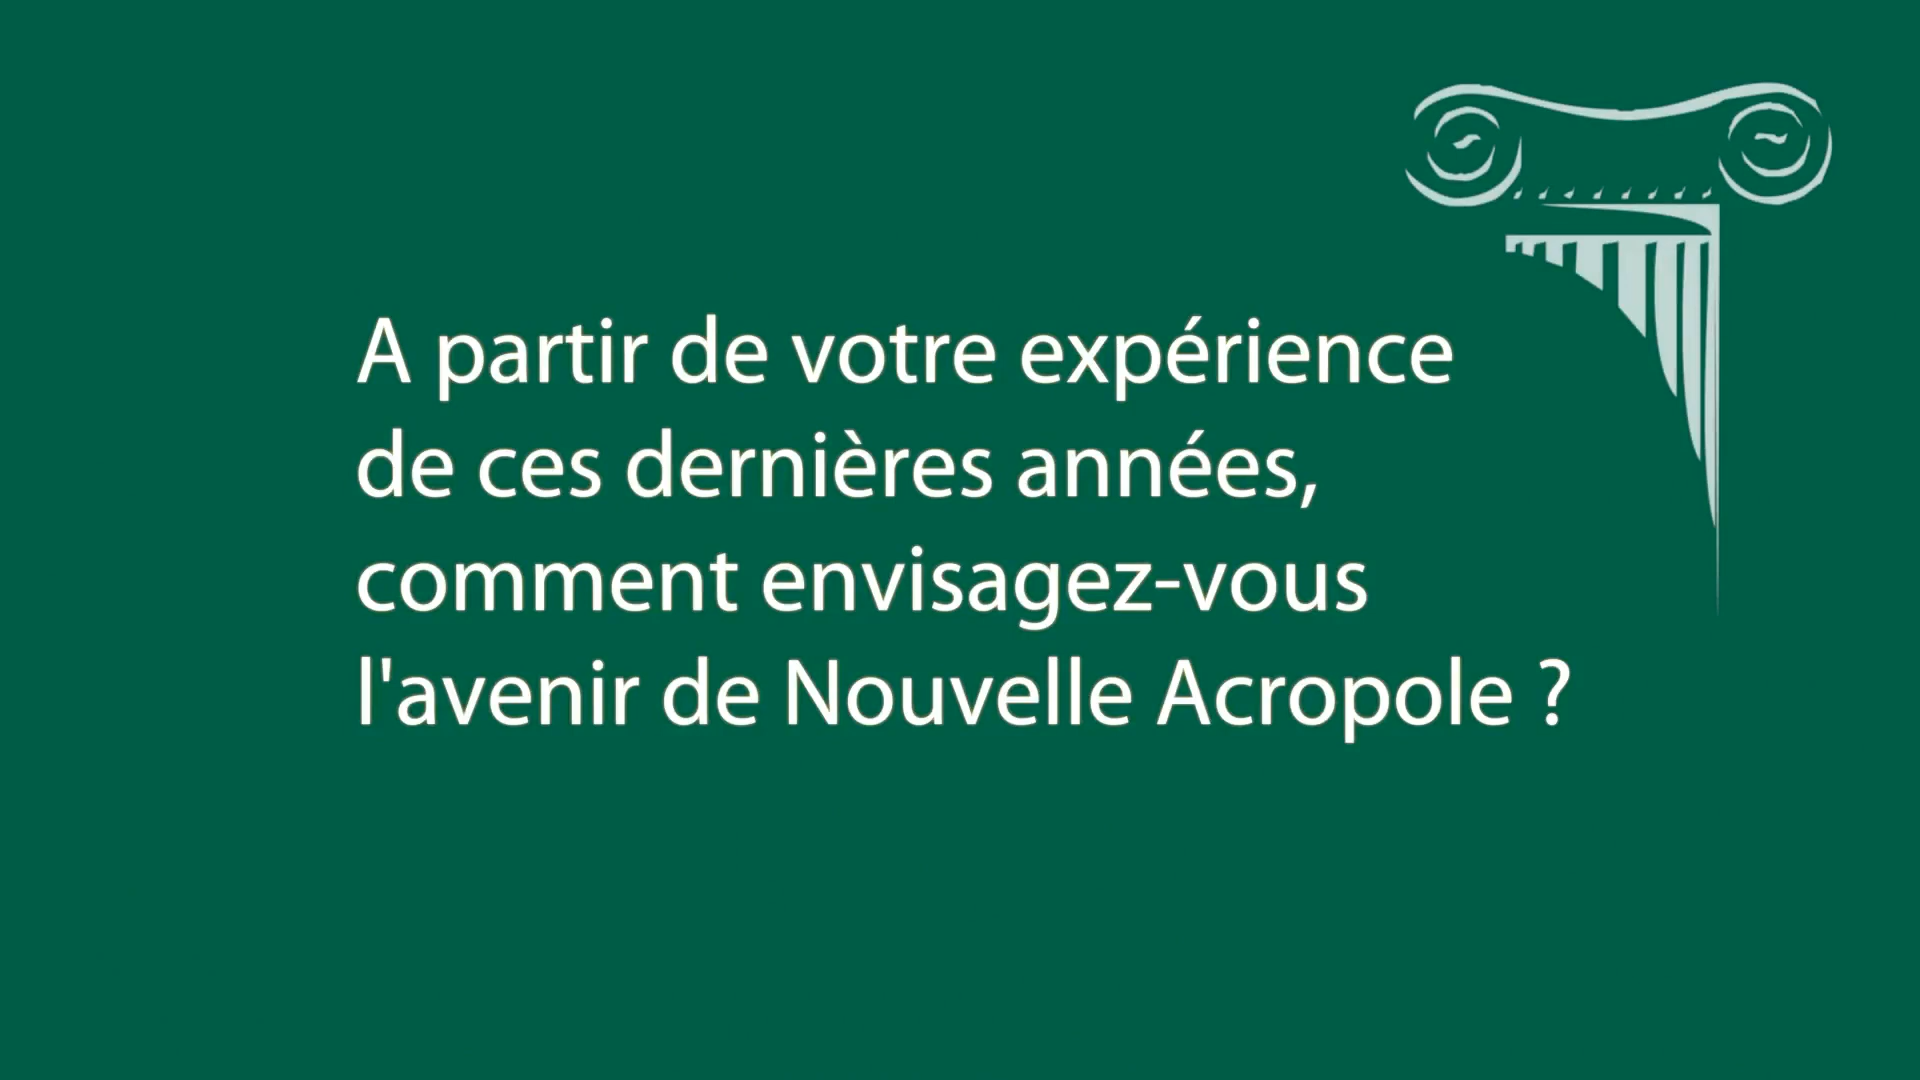 A partir de votre expérience
de ces dernières années,
comment envisagez-vous
l'avenir de Nouvelle Acropole ?